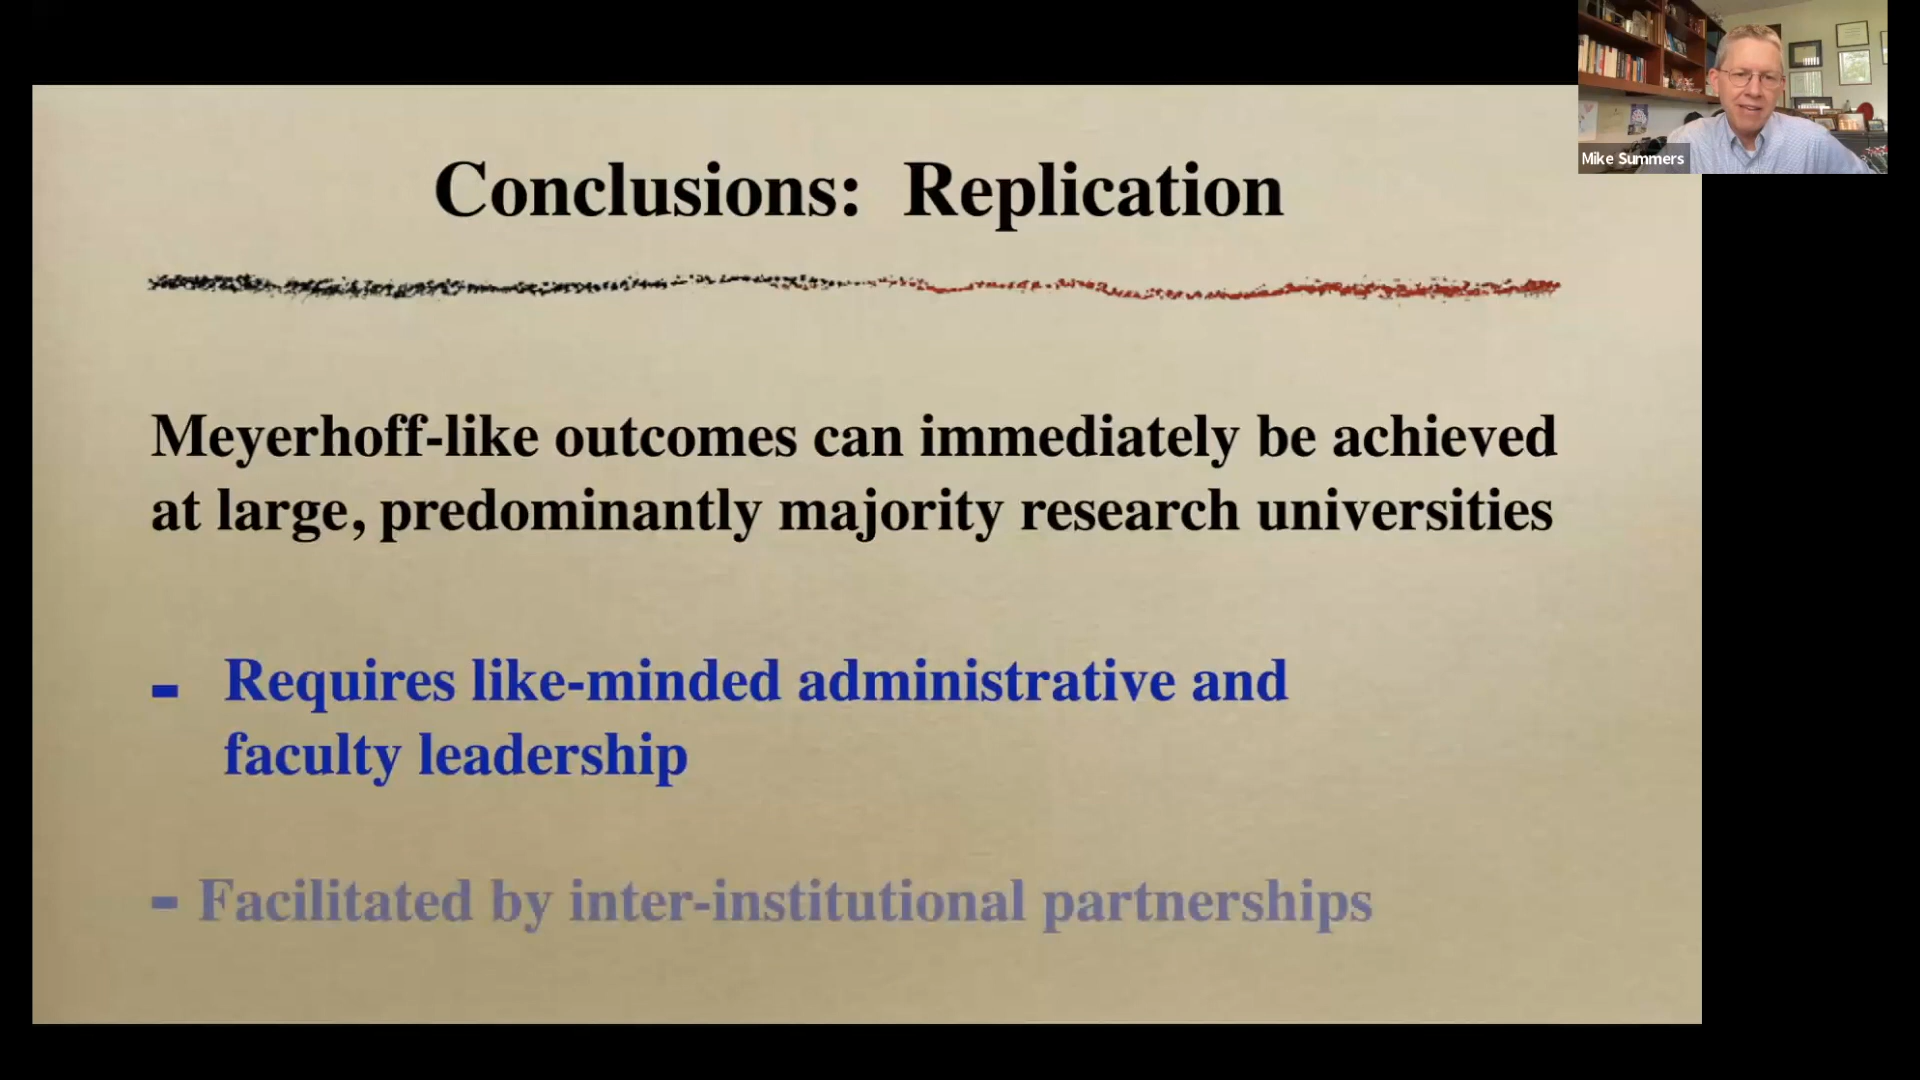 Conclusions: Replication
Mike Summers
Meyerhoff-like outcomes can immediately be achieved
at large, predominantly majority research universities
- Requires like-minded administrative and
faculty leadership
- Facilitated by inter-institutional partnerships